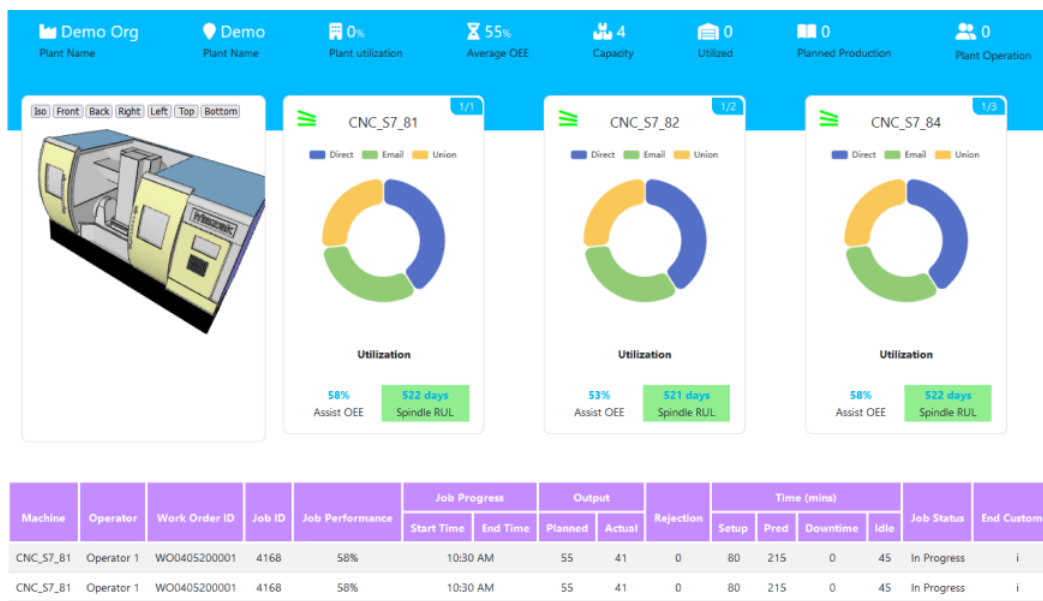 Demo Org
Demo
0%
55%
4
0
0
0
Plant Name
Plant Name
Plant utilization
Average OEE
Capacity
Utilized
Planned Production
Plant Operation
Iso Front Back Right Left Top Bottom
Mazak
1/1
CNC_S7_81
Direct Email Union
Utilization
58%
522 days
Assist OEE
Spindle RUL
1/2
CNC_S7_82
Direct Email Union
Utilization
53%
521 days
Assist OEE
Spindle RUL
1/3
CNC_S7_84
Direct Email Union
Utilization
58%
522 days
Assist OEE
Spindle RUL
Machine Operator Work Order ID Job ID Job Performance Job Progress Output Rejection Time (mins) Job Status End Custom
Start Time End Time Planned Actual Setup Pred Downtime Idle
CNC_S7_81 Operator 1 WO0405200001 4168 58% 10:30 AM 55 41 0 80 215 0 45 In Progress i
CNC_S7_81 Operator 1 WO0405200001 4168 58% 10:30 AM 55 41 0 80 215 0 45 In Progress i